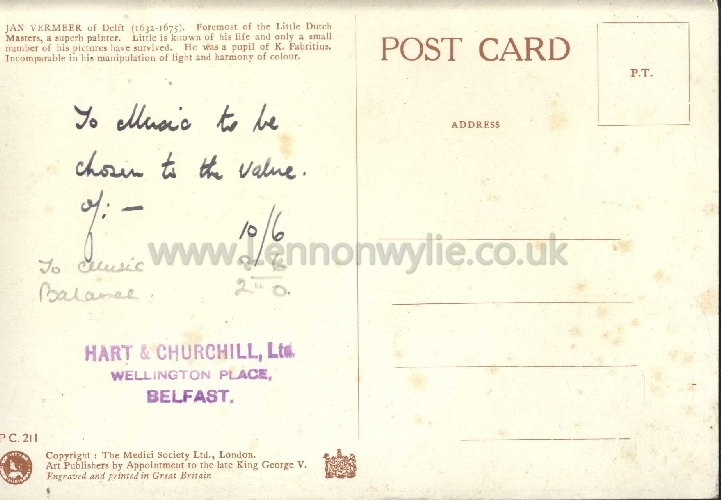 JAN VERMEER of Delft (1632-1675). Foremost of the Little Dutch
Masters, a superb painter. Little is known of his life and only a small
number of his pictures have survived. He was a pupil of K. Fabritius.
Incomparable in his manipulation of light and harmony of colour.
POST CARD
P.T.
ADDRESS
To Music to be
chosen to the value.
of: —
10/6
www.Lennonwylie.co.uk
To Music 8/6
Balance. 2 " 0.
HART & CHURCHILL, Ltd.
WELLINGTON PLACE,
BELFAST.
P C. 211
Copyright : The Medici Society Ltd., London.
Art Publishers by Appointment to the late King George V.
Engraved and printed in Great Britain